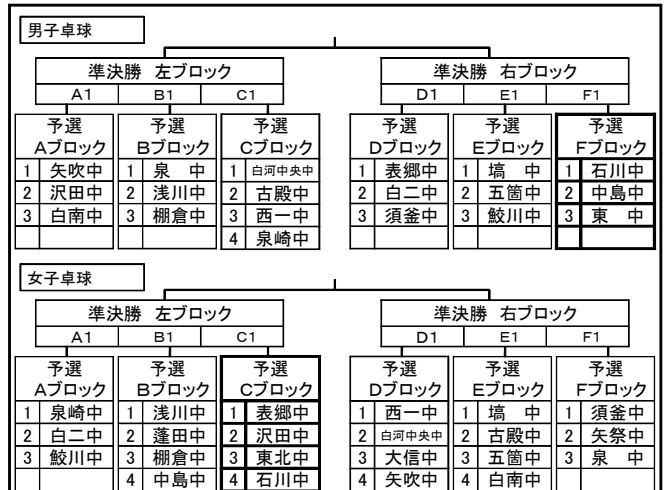 男子卓球
準決勝 左ブロック 準決勝 右ブロック
A1 B1 C1 D1 E1 F1
予選 予選 予選 予選 予選 予選
Aブロック Bブロック Cブロック Dブロック Eブロック Fブロック
1 矢吹中 1 泉 中 1 白河中央中 1 表郷中 1 塙 中 1 石川中
2 沢田中 2 浅川中 2 古殿中 2 白二中 2 五箇中 2 中島中
3 白南中 3 棚倉中 3 西一中 3 須釜中 3 鮫川中 3 東 中
4 泉崎中
女子卓球
準決勝 左ブロック 準決勝 右ブロック
A1 B1 C1 D1 E1 F1
予選 予選 予選 予選 予選 予選
Aブロック Bブロック Cブロック Dブロック Eブロック Fブロック
1 泉崎中 1 浅川中 1 表郷中 1 西一中 1 塙 中 1 須釜中
2 白二中 2 蓬田中 2 沢田中 2 白河中央中 2 古殿中 2 矢祭中
3 鮫川中 3 棚倉中 3 東北中 3 大信中 3 五箇中 3 泉 中
4 中島中 4 石川中 4 矢吹中 4 白南中